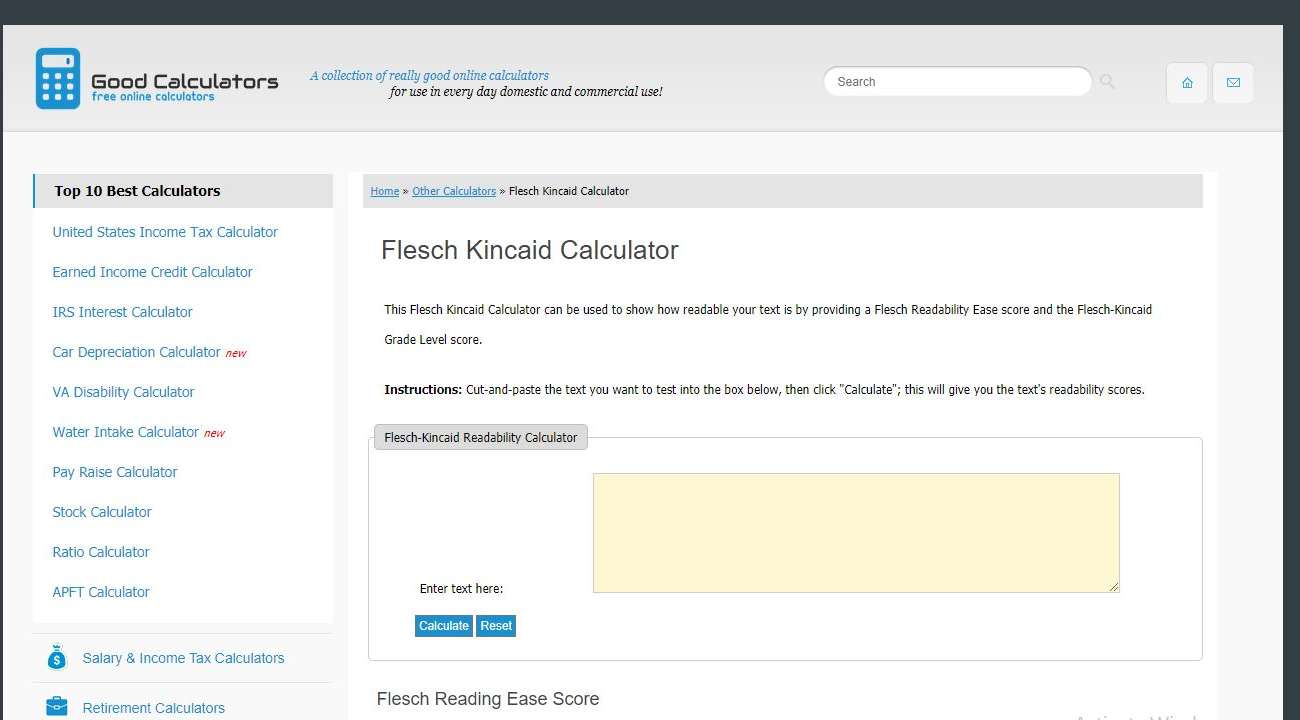 Good Calculators
free online calculators
A collection of really good online calculators
for use in every day domestic and commercial use!
Search
Top 10 Best Calculators
United States Income Tax Calculator
Earned Income Credit Calculator
IRS Interest Calculator
Car Depreciation Calculator new
VA Disability Calculator
Water Intake Calculator new
Pay Raise Calculator
Stock Calculator
Ratio Calculator
APFT Calculator
$ Salary & Income Tax Calculators
Retirement Calculators
Home » Other Calculators » Flesch Kincaid Calculator
Flesch Kincaid Calculator
This Flesch Kincaid Calculator can be used to show how readable your text is by providing a Flesch Readability Ease score and the Flesch-Kincaid
Grade Level score.
Instructions: Cut-and-paste the text you want to test into the box below, then click "Calculate"; this will give you the text's readability scores.
Flesch-Kincaid Readability Calculator
Enter text here:
Calculate Reset
Flesch Reading Ease Score